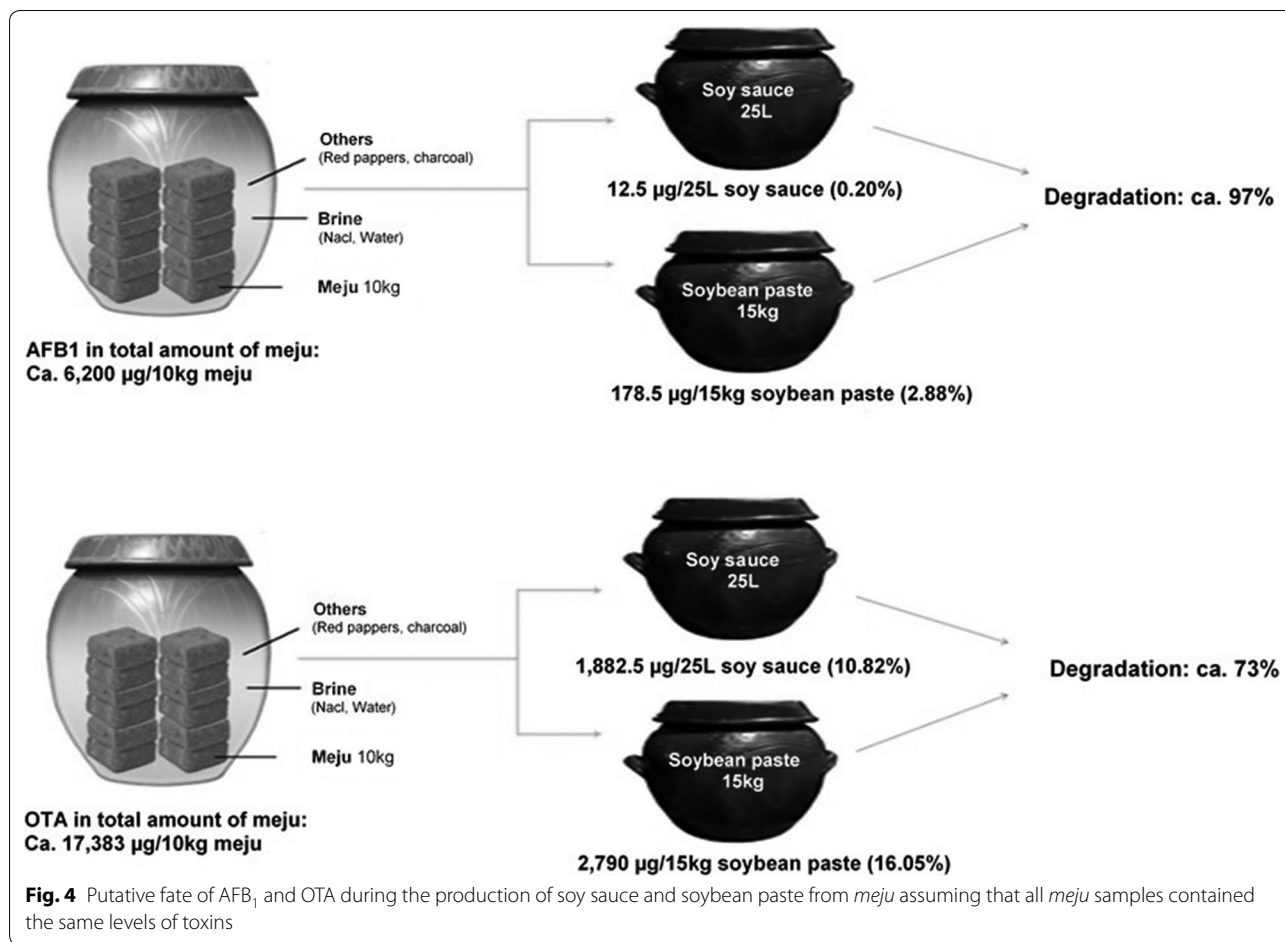 Others
(Red pappers, charcoal)
Brine
(Nacl, Water)
Meju 10kg
AFB1 in total amount of meju:
Ca. 6,200 µg/10kg meju
Soy sauce
25L
12.5 µg/25L soy sauce (0.20%)
Soybean paste
15kg
178.5 µg/15kg soybean paste (2.88%)
Degradation: ca. 97%
Others
(Red pappers, charcoal)
Brine
(Nacl, Water)
Meju 10kg
OTA in total amount of meju:
Ca. 17,383 µg/10kg meju
Soy sauce
25L
1,882.5 µg/25L soy sauce (10.82%)
Soybean paste
15kg
2,790 µg/15kg soybean paste (16.05%)
Degradation: ca. 73%
Fig. 4 Putative fate of AFB1 and OTA during the production of soy sauce and soybean paste from meju assuming that all meju samples contained
the same levels of toxins